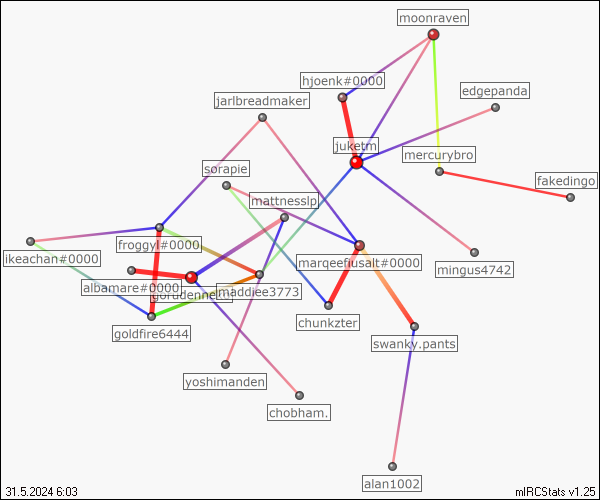 moonraven
hjoenk#0000
edgepanda
jarlbreadmaker
juketm
mercurybro
sorapie
fakedingo
mattnesslp
froggyl#0000
ikeachan#0000
marqeefiusalt#0000
mingus4742
albamare#0000
maddiee3773
chunkzter
goldfire6444
swanky.pants
yoshimanden
chobham.
alan1002
31.5.2024 6:03
mIRCStats v1.25